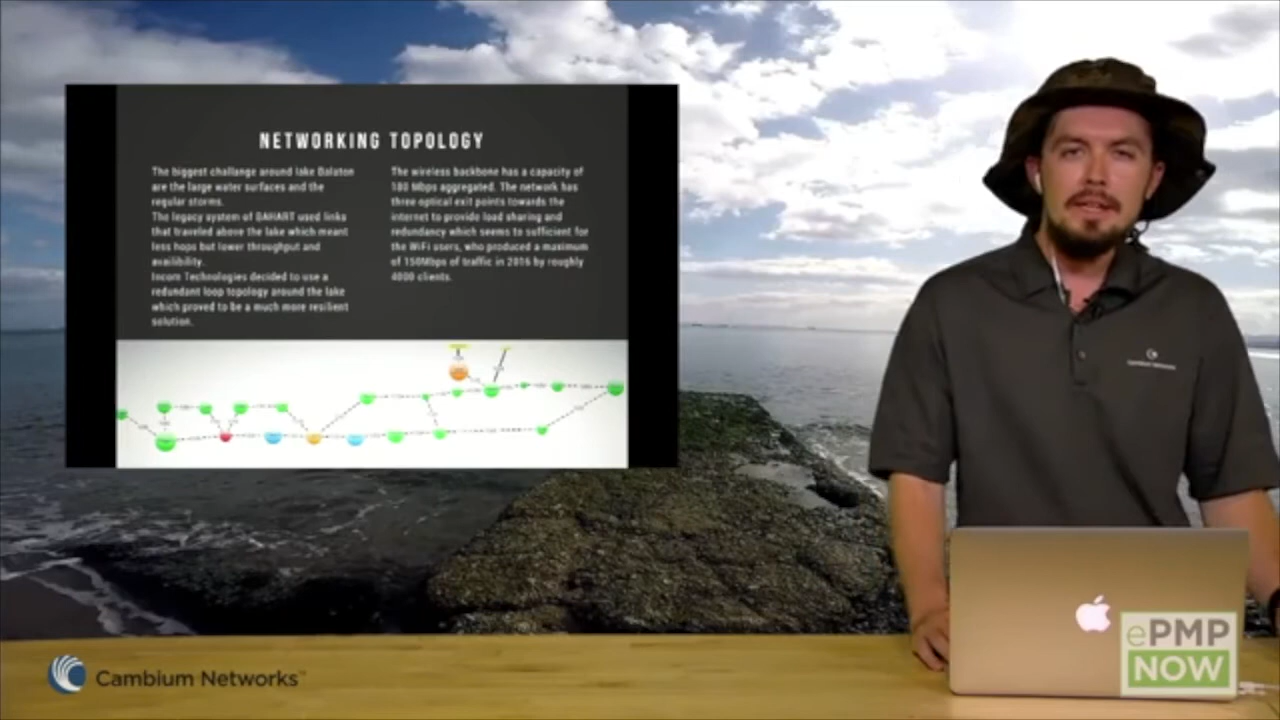 NETWORKING TOPOLOGY
The biggest challange around lake Balaton
are the large water surfaces and the
regular storms.
The legacy system of BAHART used links
that traveled above the lake which meant
less hops but lower throughput and
availibility.
Incom Technologies decided to use a
redundant loop topology around the lake
which proved to be a much more resilient
solution.
The wireless backbone has a capacity of
180 Mbps aggregated. The network has
three optical exit points towards the
internet to provide load sharing and
redundancy which seems to sufficient for
the WiFi users, who produced a maximum
of 150Mbps of traffic in 2016 by roughly
4000 clients.
Cambium Networks
Cambium Networks™
ePMP
NOW